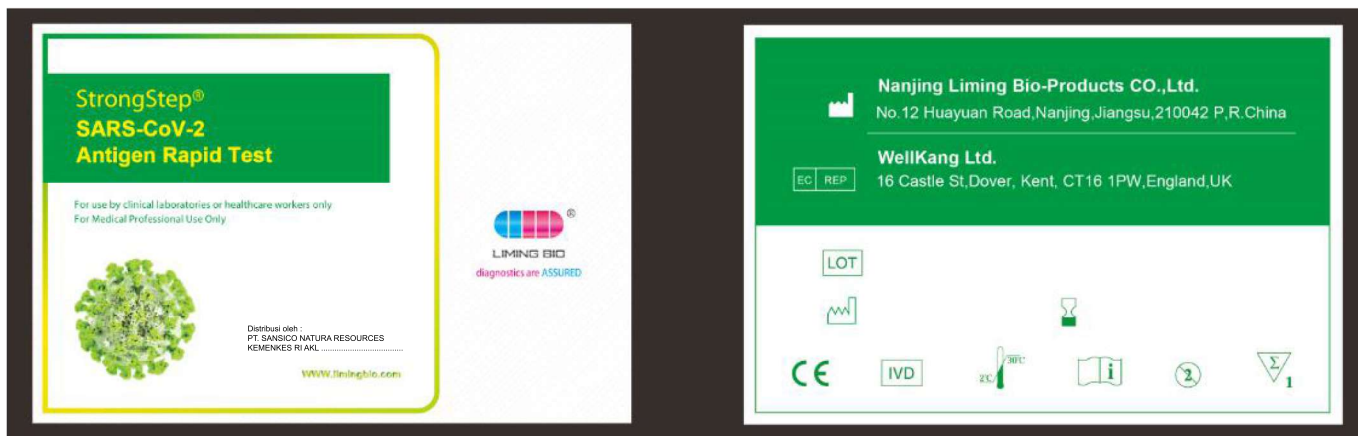 StrongStep®
SARS-CoV-2
Antigen Rapid Test
For use by clinical laboratories or healthcare workers only
For Medical Professional Use Only
Distribusi oleh :
PT. SANSICO NATURA RESOURCES
KEMENKES RI AKL ....................................
WWW.limingbio.com
®
LIMING BIO
diagnostics are ASSURED
Nanjing Liming Bio-Products CO.,Ltd.
No.12 Huayuan Road,Nanjing,Jiangsu,210042 P,R.China
EC REP
WellKang Ltd.
16 Castle St,Dover, Kent, CT16 1PW,England,UK
LOT
CE
IVD
2℃ 30℃
i
2
Σ 1